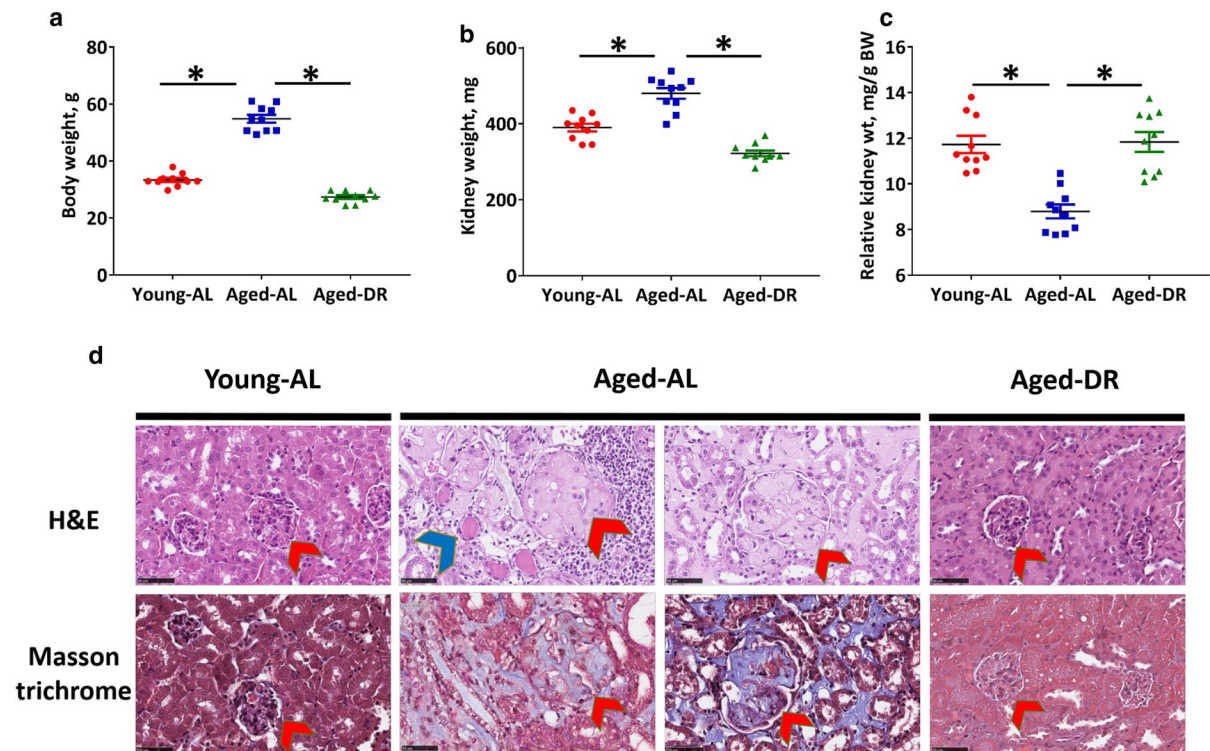 a
Body weight, g
80
60
40
20
0
*
*
Young-AL
Aged-AL
Aged-DR
b
Kidney weight, mg
600
400
200
0
*
*
Young-AL
Aged-AL
Aged-DR
c
Relative kidney wt, mg/g BW
16
14
12
10
8
6
*
*
Young-AL
Aged-AL
Aged-DR
d
Young-AL
Aged-AL
Aged-DR
H&E
Masson
trichrome